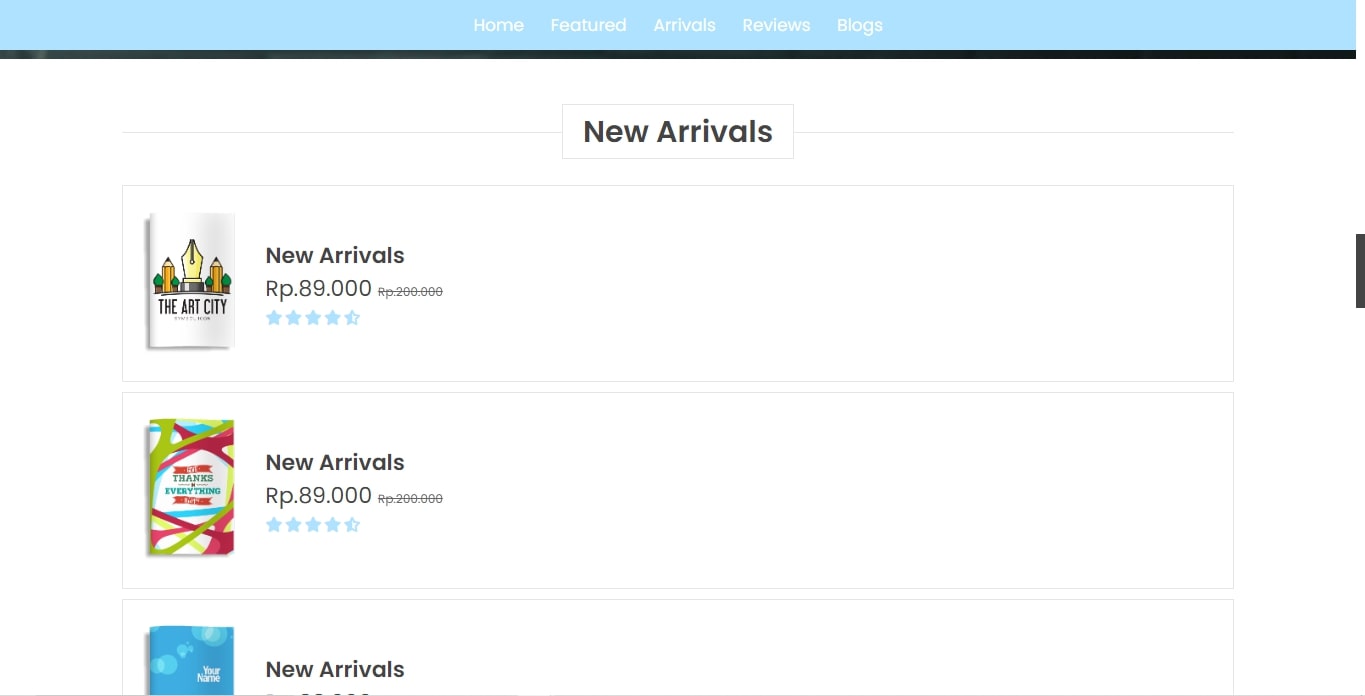 Home Featured Arrivals Reviews Blogs
New Arrivals
THE ART CITY
New Arrivals
Rp.89.000 Rp.200.000
THANKS
EVERYTHING
New Arrivals
Rp.89.000 Rp.200.000
Your
Name
New Arrivals